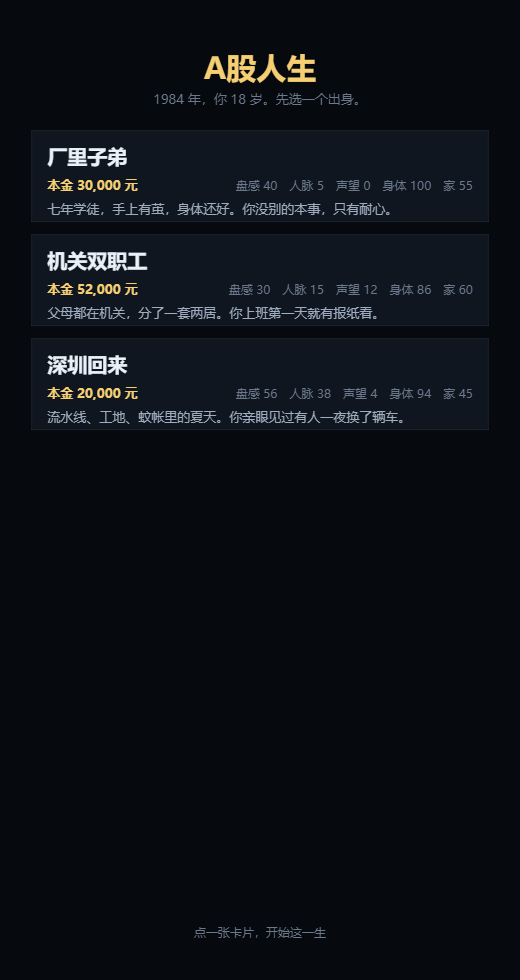 A股人生
1984 年，你 18 岁。先选一个出身。
厂里子弟
本金 30,000 元 盘感 40 人脉 5 声望 0 身体 100 家 55
七年学徒，手上有茧，身体还好。你没别的本事，只有耐心。
机关双职工
本金 52,000 元 盘感 30 人脉 15 声望 12 身体 86 家 60
父母都在机关，分了一套两居。你上班第一天就有报纸看。
深圳回来
本金 20,000 元 盘感 56 人脉 38 声望 4 身体 94 家 45
流水线、工地、蚊帐里的夏天。你亲眼见过有人一夜换了辆车。
点一张卡片，开始这一生